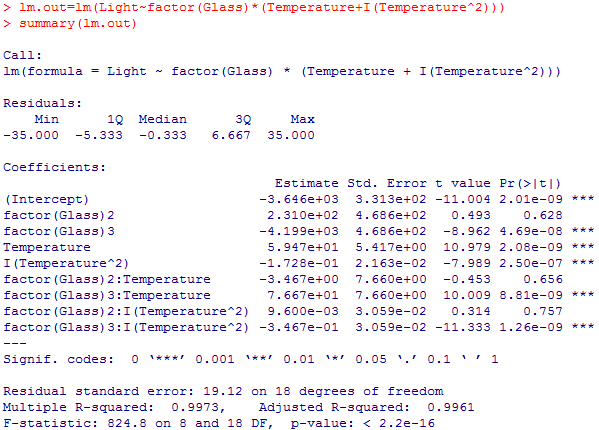 > lm.out=lm(Light~factor(Glass)*(Temperature+I(Temperature^2)))
> summary(lm.out)
Call:
lm(formula = Light ~ factor(Glass) * (Temperature + I(Temperature^2)))
Residuals:
Min 1Q Median 3Q Max
-35.000 -5.333 -0.333 6.667 35.000
Coefficients:
Estimate Std. Error t value Pr(>|t|)
(Intercept) -3.646e+03 3.313e+02 -11.004 2.01e-09 ***
factor(Glass)2 2.310e+02 4.686e+02 0.493 0.628
factor(Glass)3 -4.199e+03 4.686e+02 -8.962 4.69e-08 ***
Temperature 5.947e+01 5.417e+00 10.979 2.08e-09 ***
I(Temperature^2) -1.728e-01 2.163e-02 -7.989 2.50e-07 ***
factor(Glass)2:Temperature -3.467e+00 7.660e+00 -0.453 0.656
factor(Glass)3:Temperature 7.667e+01 7.660e+00 10.009 8.81e-09 ***
factor(Glass)2:I(Temperature^2) 9.600e-03 3.059e-02 0.314 0.757
factor(Glass)3:I(Temperature^2) -3.467e-01 3.059e-02 -11.333 1.26e-09 ***
---
Signif. codes: 0 ‘***’ 0.001 ‘**’ 0.01 ‘*’ 0.05 ‘.’ 0.1 ‘ ’ 1
Residual standard error: 19.12 on 18 degrees of freedom
Multiple R-squared: 0.9973, Adjusted R-squared: 0.9961
F-statistic: 824.8 on 8 and 18 DF, p-value: < 2.2e-16